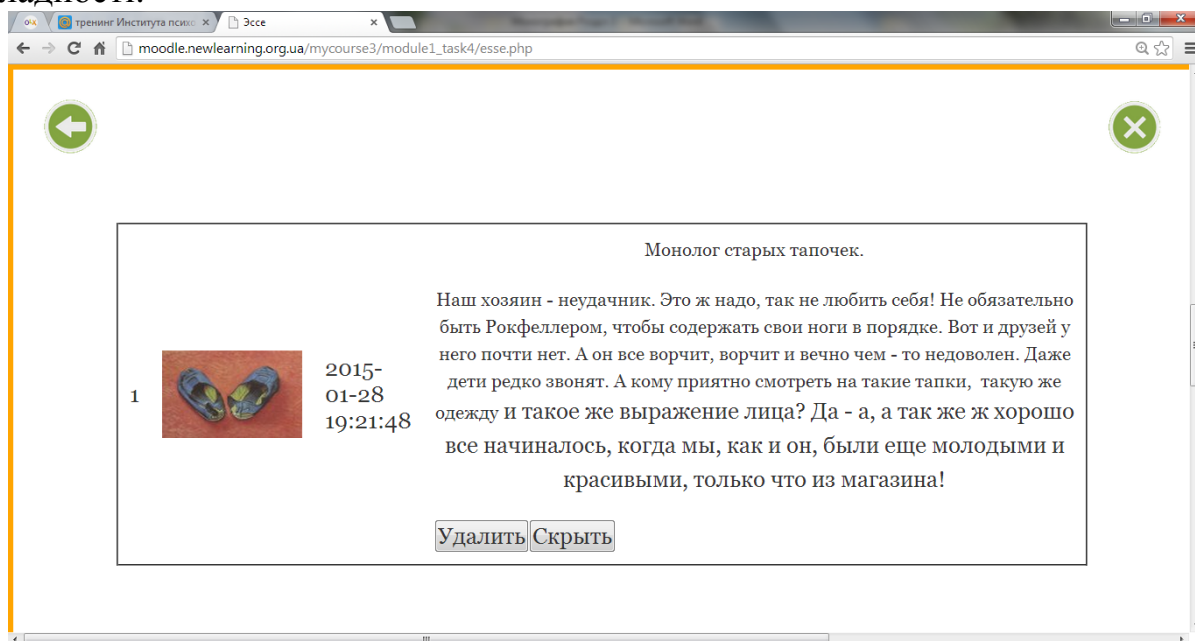 тренинг Института психо
Эссе
moodle.newlearning.org.ua/mycourse3/module1_task4/esse.php
Монолог старых тапочек.
Наш хозяин - неудачник. Это ж надо, так не любить себя! Не обязательно
быть Рокфеллером, чтобы содержать свои ноги в порядке. Вот и друзей у
него почти нет. А он все ворчит, ворчит и вечно чем - то недоволен. Даже
дети редко звонят. А кому приятно смотреть на такие тапки, такую же
одежду и такое же выражение лица? Да - а, а так же ж хорошо
все начиналось, когда мы, как и он, были еще молодыми и
красивыми, только что из магазина!
1
2015-
01-28
19:21:48
Удалить Скрыть